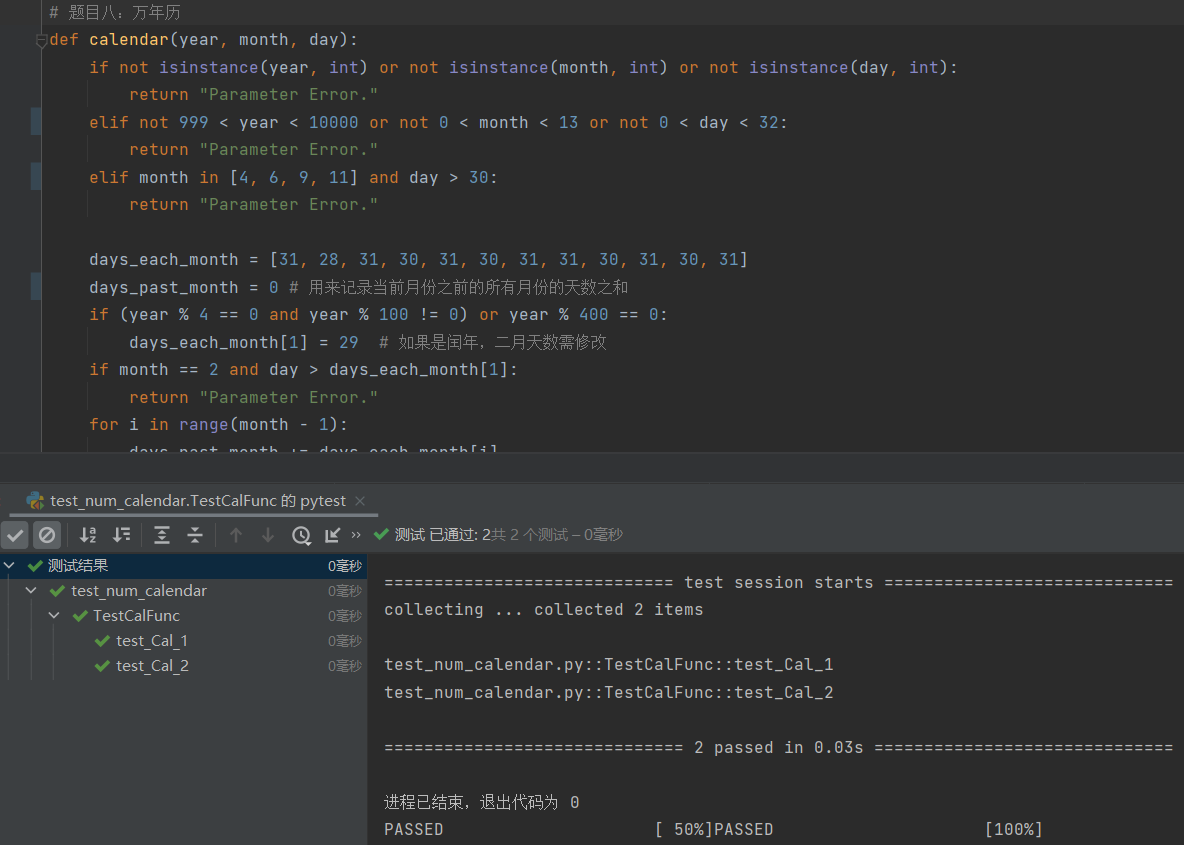 # 题目八：万年历
def calendar(year, month, day):
if not isinstance(year, int) or not isinstance(month, int) or not isinstance(day, int):
return "Parameter Error."
elif not 999 < year < 10000 or not 0 < month < 13 or not 0 < day < 32:
return "Parameter Error."
elif month in [4, 6, 9, 11] and day > 30:
return "Parameter Error."
days_each_month = [31, 28, 31, 30, 31, 30, 31, 31, 30, 31, 30, 31]
days_past_month = 0 # 用来记录当前月份之前的所有月份的天数之和
if (year % 4 == 0 and year % 100 != 0) or year % 400 == 0:
days_each_month[1] = 29  # 如果是闰年，二月天数需修改
if month == 2 and day > days_each_month[1]:
return "Parameter Error."
for i in range(month - 1):
days_past_month += days_each_month[i]
test_num_calendar.TestCalFunc 的 pytest
测试 已通过: 2共 2 个测试 – 0毫秒
测试结果 0毫秒
test_num_calendar 0毫秒
TestCalFunc 0毫秒
test_Cal_1 0毫秒
test_Cal_2 0毫秒
============================= test session starts =============================
collecting ... collected 2 items
test_num_calendar.py::TestCalFunc::test_Cal_1
test_num_calendar.py::TestCalFunc::test_Cal_2
============================== 2 passed in 0.03s ==============================
进程已结束，退出代码为 0
PASSED [ 50%]PASSED [100%]